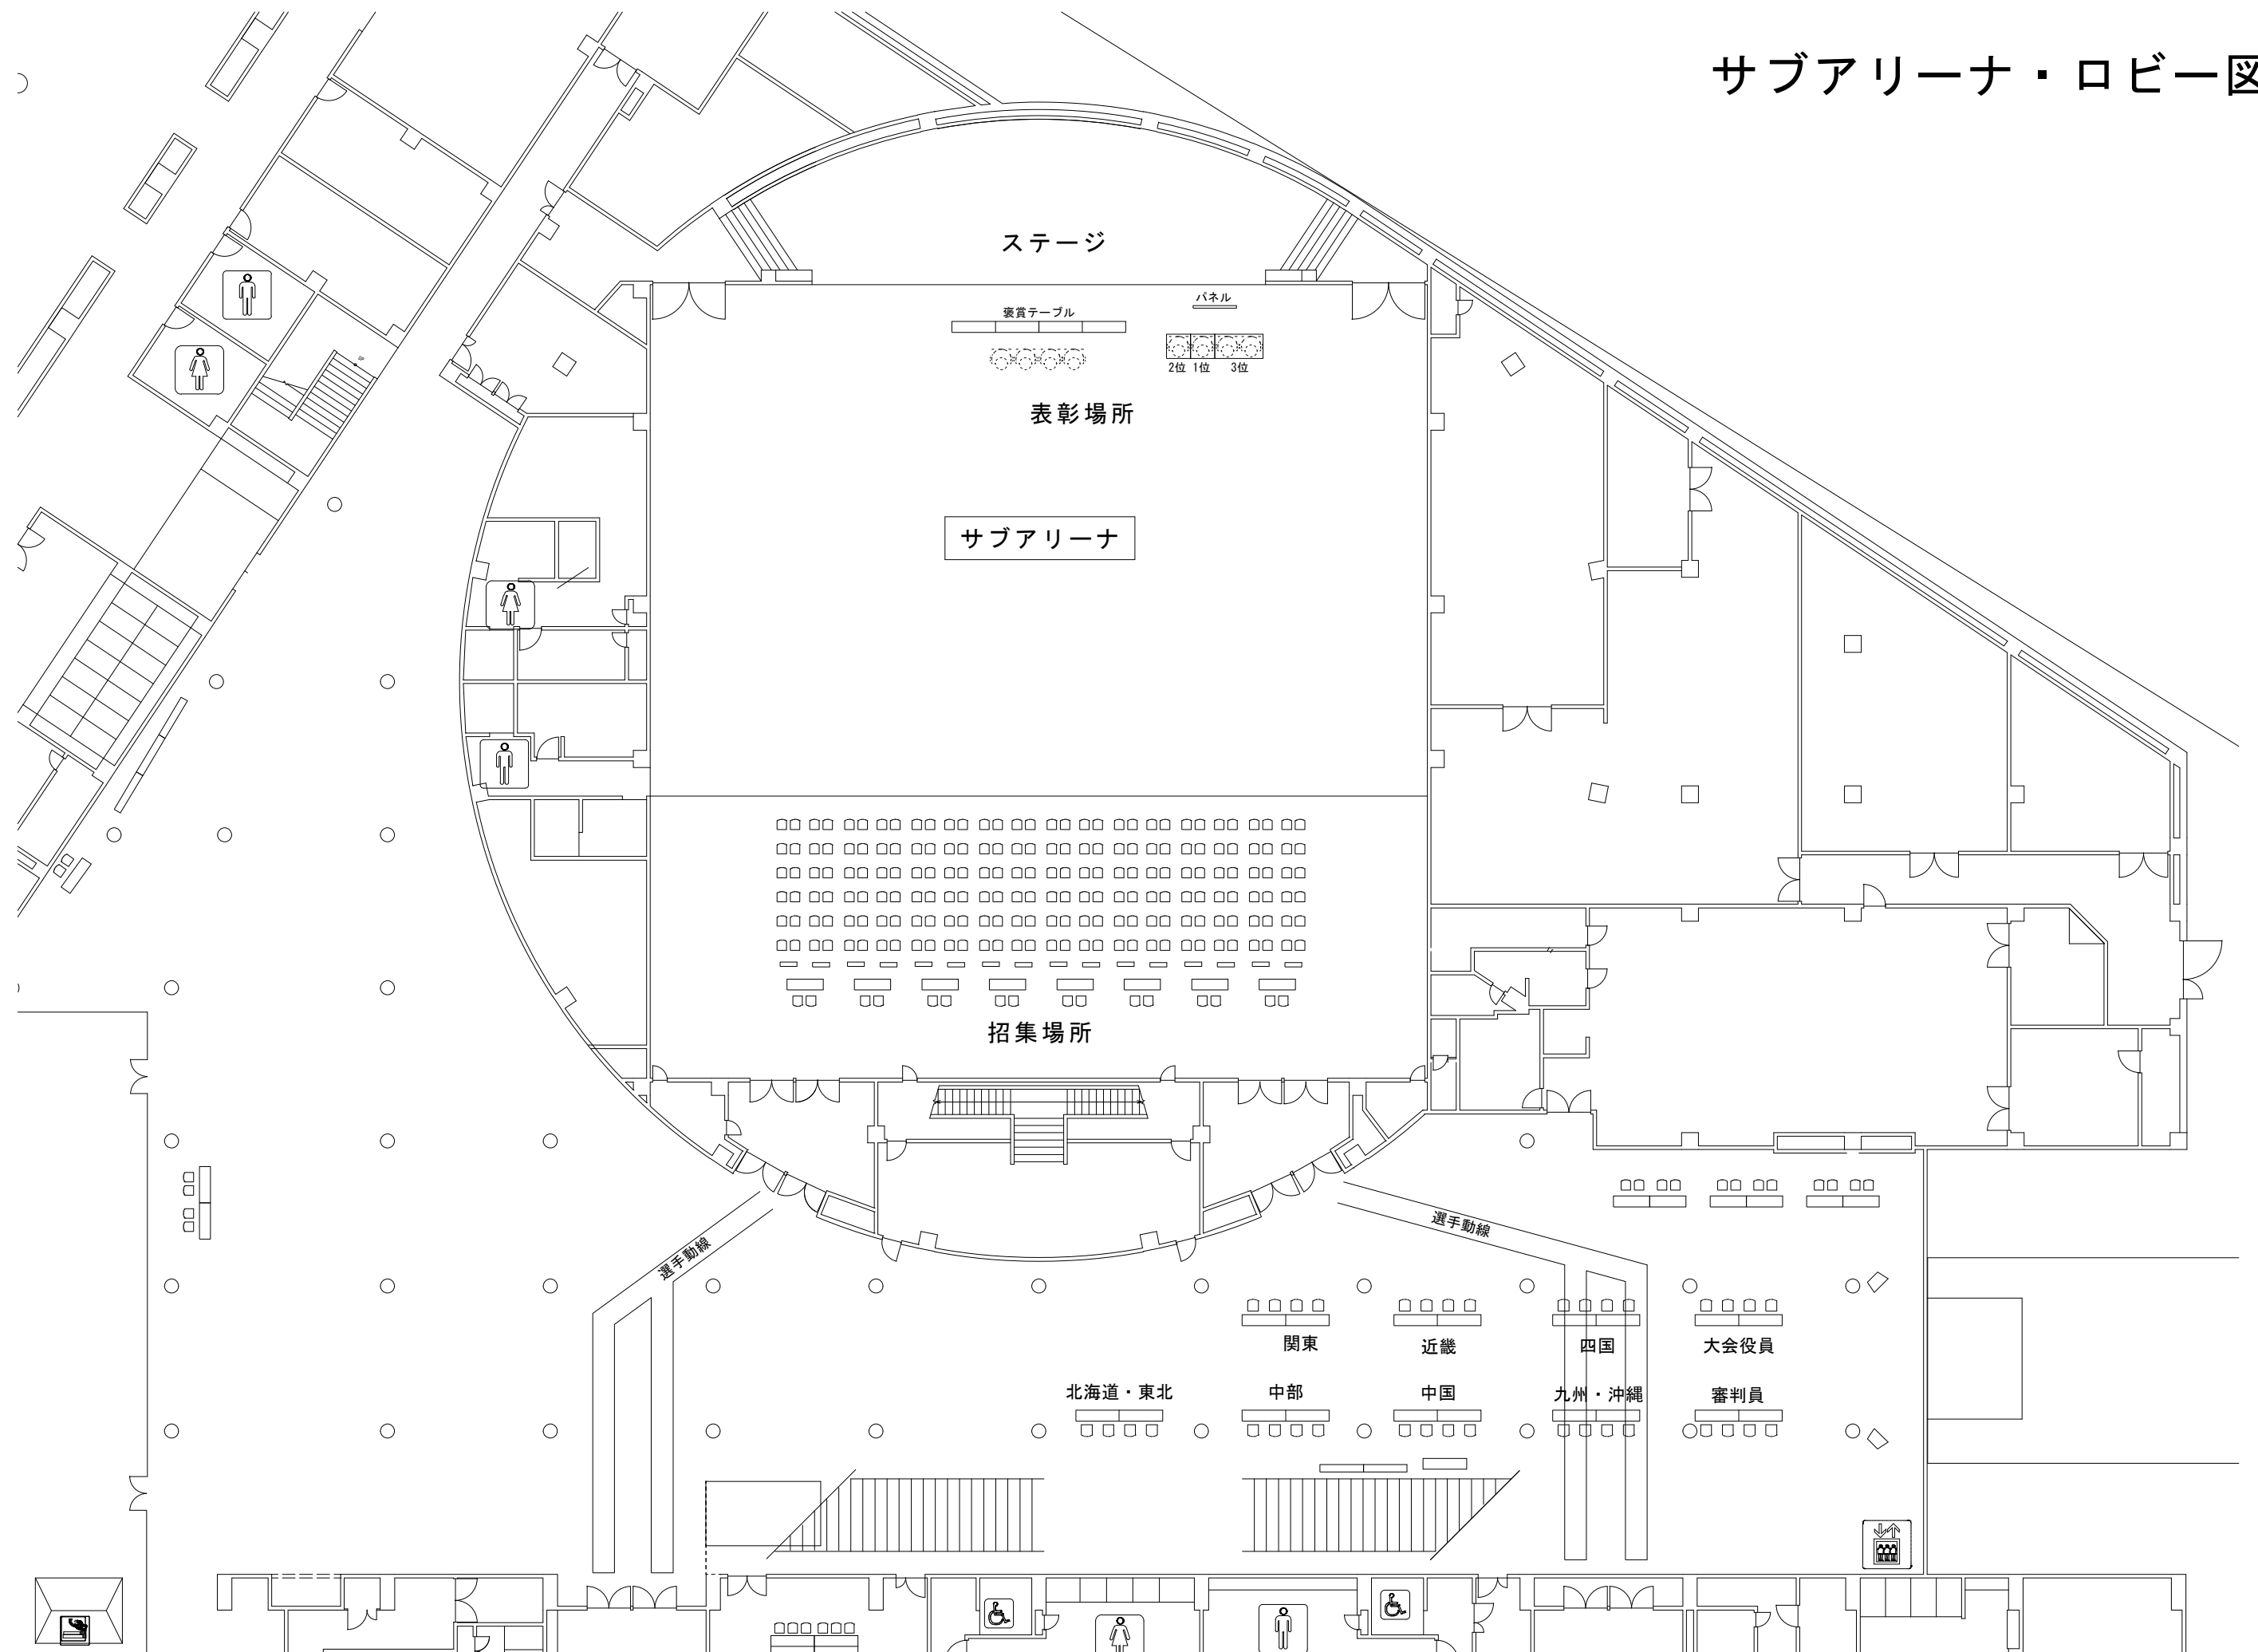 サブアリーナ・ロビー図
ステージ
褒賞テーブル
パネル
2位 1位 3位
表彰場所
サブアリーナ
招集場所
選手動線
選手動線
関東
近畿
四国
大会役員
北海道・東北
中部
中国
九州・沖縄
審判員